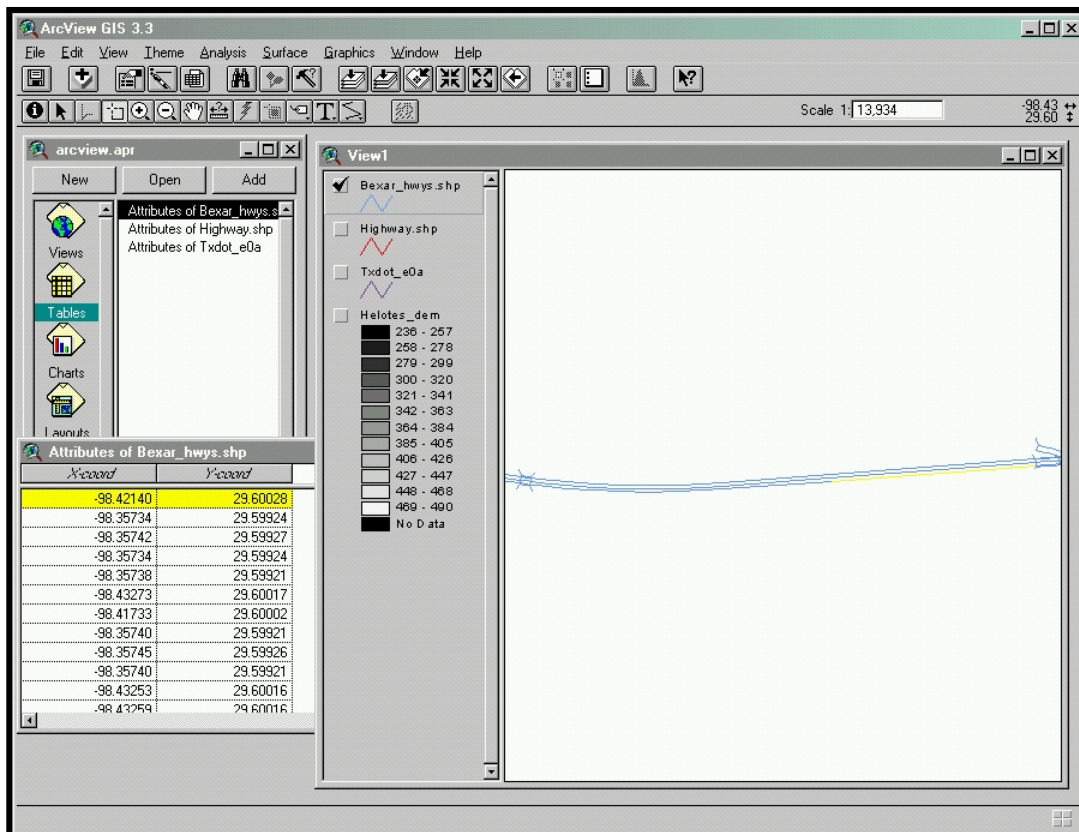 ArcView GIS 3.3
File Edit View Theme Analysis Surface Graphics Window Help
Scale 1: 13,934
-98.43
29.60
arcview.apr
New Open Add
Views
Tables
Charts
Layouts
Attributes of Bexar_hwys.s
Attributes of Highway.shp
Attributes of Txdot_e0a
View1
Bexar_hwys.shp
Highway.shp
Txdot_e0a
Helotes_dem
236 - 257
258 - 278
279 - 299
300 - 320
321 - 341
342 - 363
364 - 384
385 - 405
406 - 426
427 - 447
448 - 468
469 - 490
No Data
Attributes of Bexar_hwys.shp
X-coord Y-coord
-98.42140 29.60028
-98.35734 29.59924
-98.35742 29.59927
-98.35734 29.59924
-98.35738 29.59921
-98.43273 29.60017
-98.41733 29.60002
-98.35740 29.59921
-98.35745 29.59926
-98.35740 29.59921
-98.43253 29.60016
-98.43259 29.60016